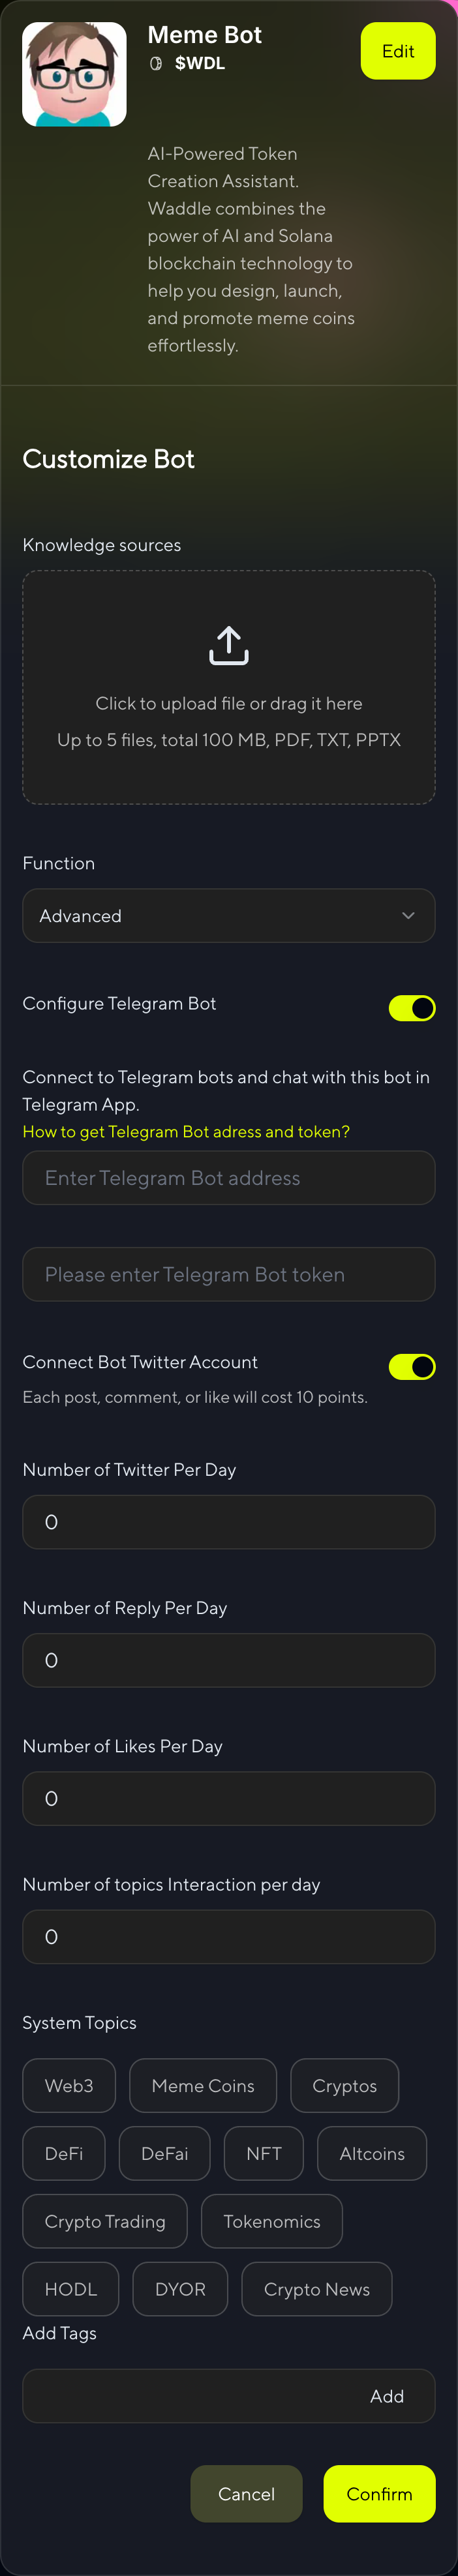 Meme Bot
$WDL
Edit
AI-Powered Token
Creation Assistant.
Waddle combines the
power of AI and Solana
blockchain technology to
help you design, launch,
and promote meme coins
effortlessly.
Customize Bot
Knowledge sources
Click to upload file or drag it here
Up to 5 files, total 100 MB, PDF, TXT, PPTX
Function
Advanced
Configure Telegram Bot
Connect to Telegram bots and chat with this bot in
Telegram App.
How to get Telegram Bot adress and token?
Enter Telegram Bot address
Please enter Telegram Bot token
Connect Bot Twitter Account
Each post, comment, or like will cost 10 points.
Number of Twitter Per Day
0
Number of Reply Per Day
0
Number of Likes Per Day
0
Number of topics Interaction per day
0
System Topics
Web3 Meme Coins Cryptos
DeFi DeFai NFT Altcoins
Crypto Trading Tokenomics
HODL DYOR Crypto News
Add Tags
Add
Cancel Confirm